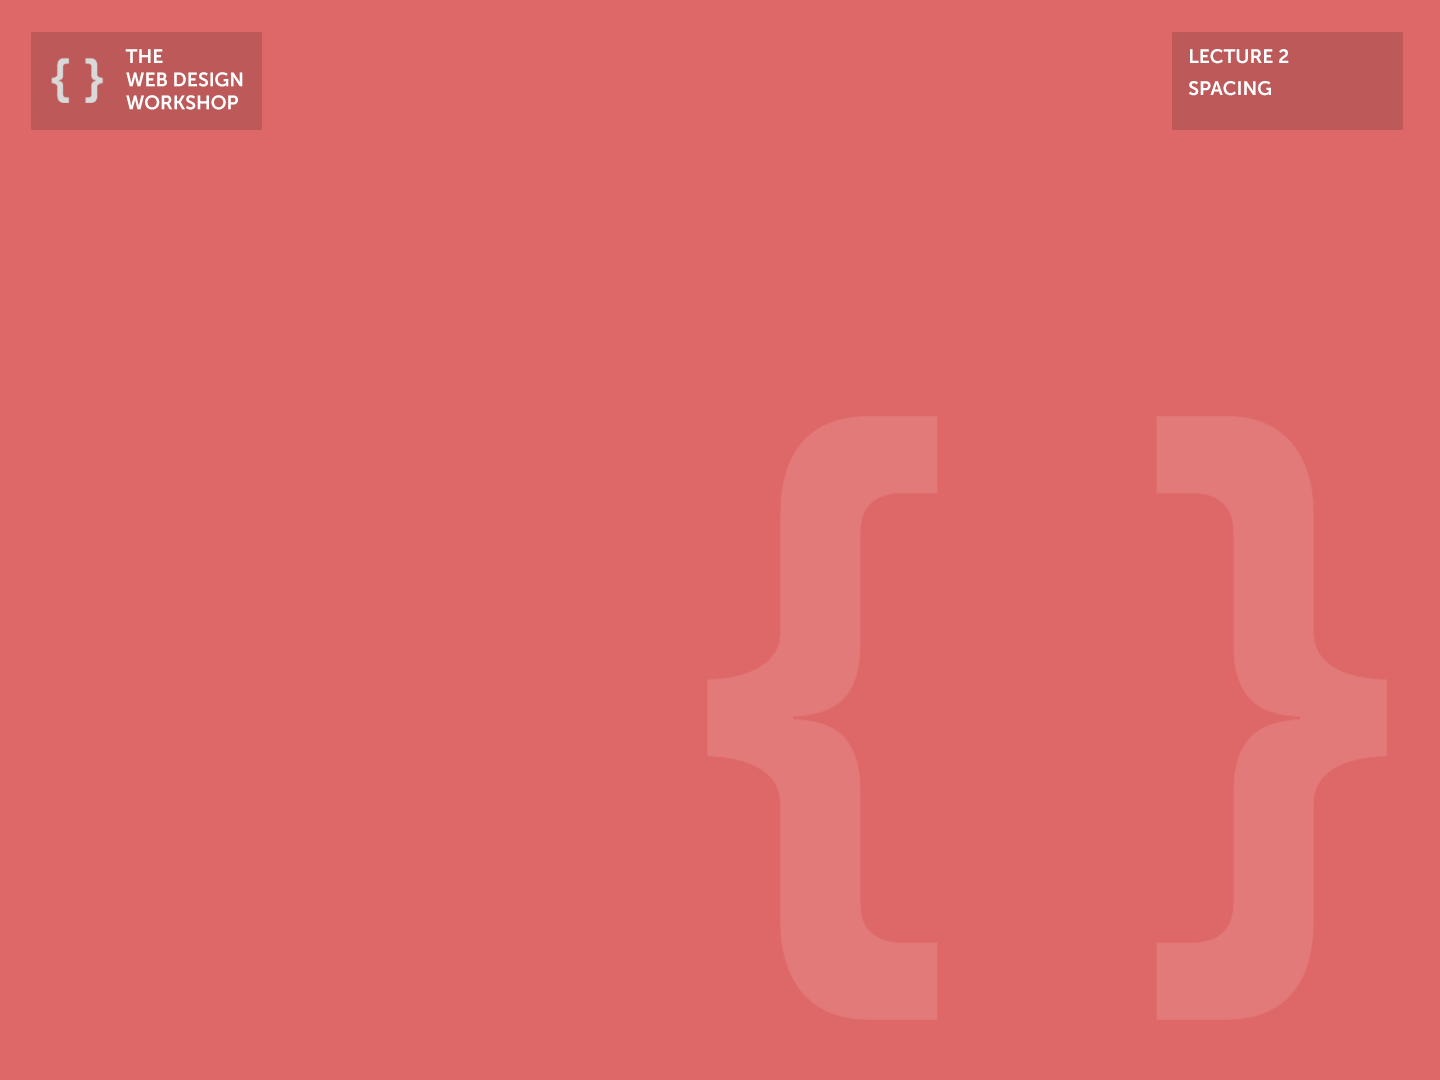 { }
THE
WEB DESIGN
WORKSHOP
LECTURE 2
SPACING
{ }